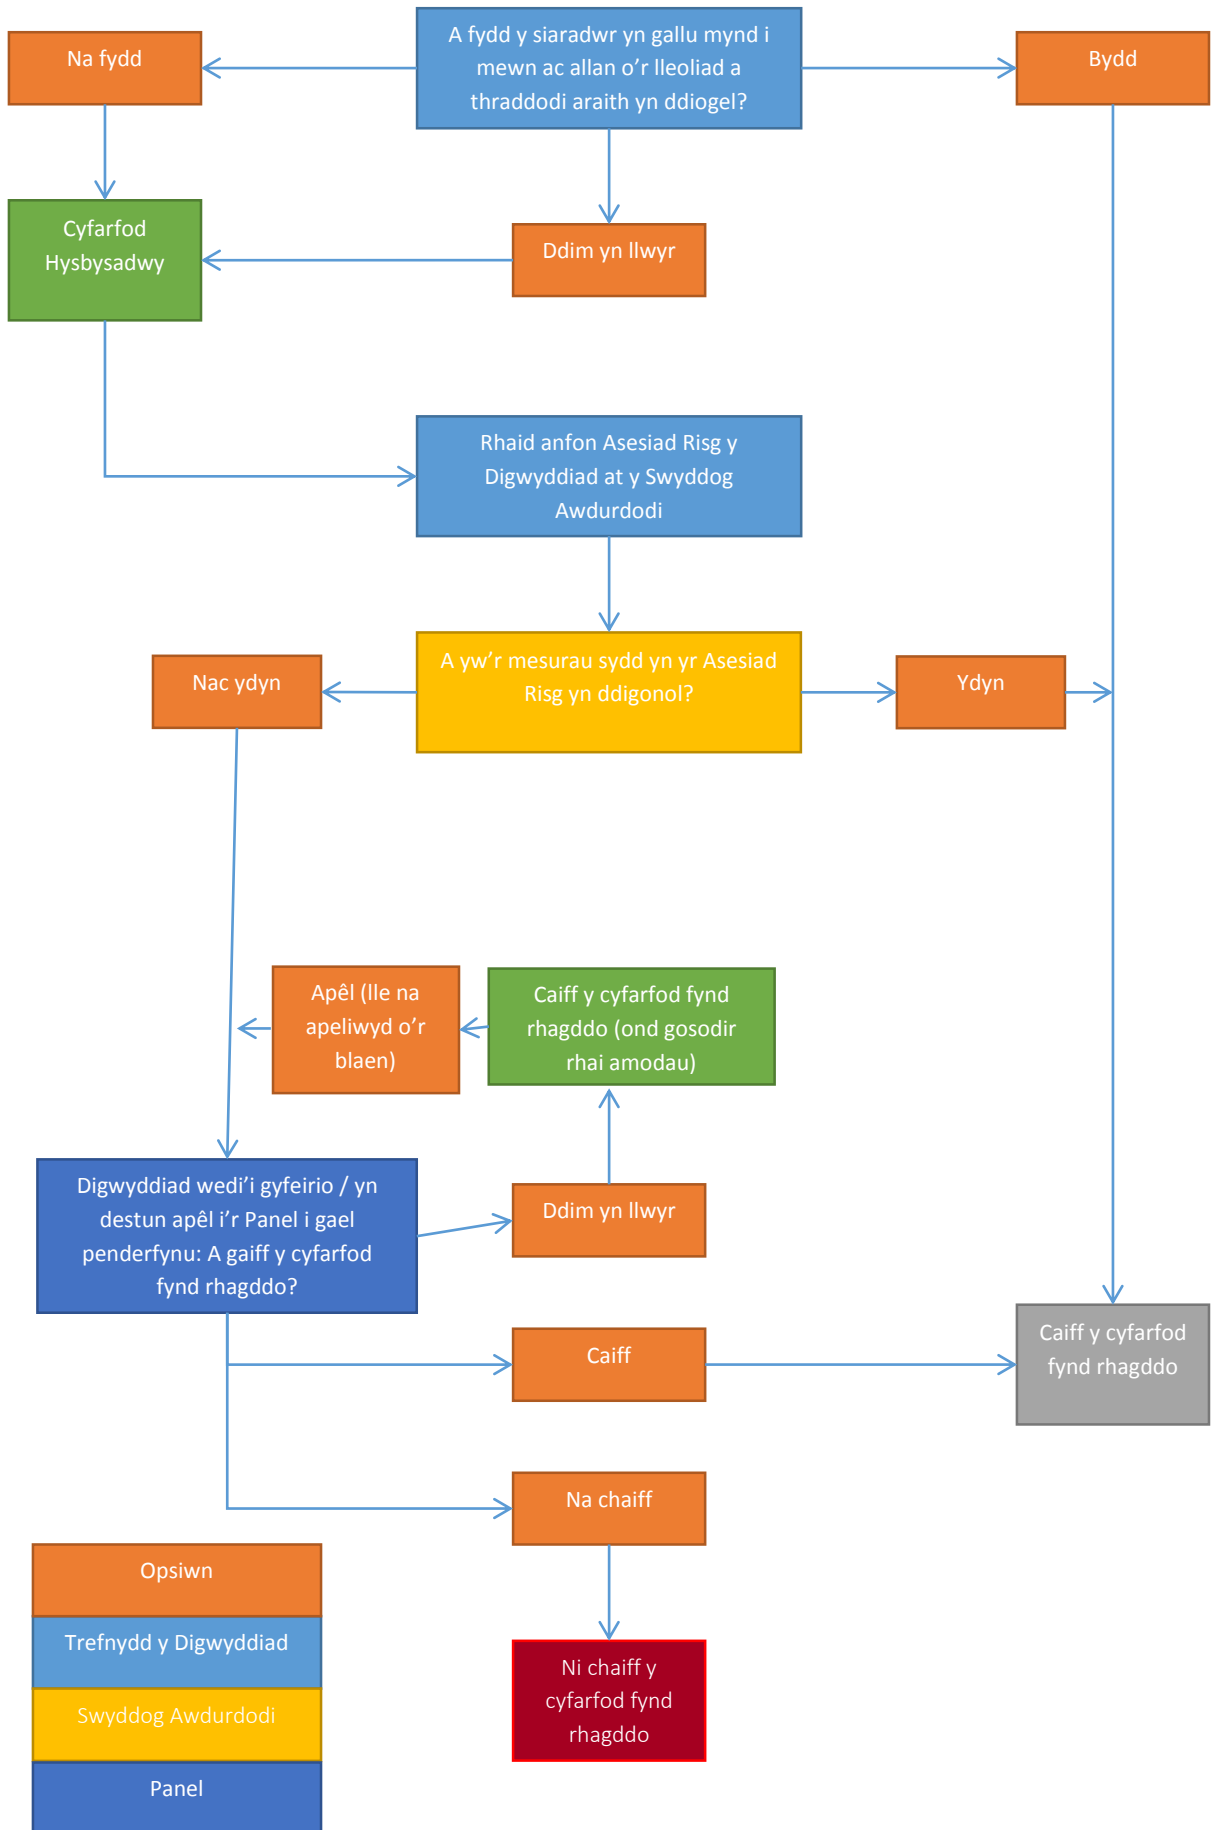 A fydd y siaradwr yn gallu mynd i
mewn ac allan o'r lleoliad a
thraddodi araith yn ddiogel?
Na fydd
Bydd
Cyfarfod
Hysbysadwy
Ddim yn llwyr
Rhaid anfon Asesiad Risg y
Digwyddiad at y Swyddog
Awdurdodi
A yw'r mesurau sydd yn yr Asesiad
Risg yn ddigonol?
Nac ydyn
Ydyn
Apêl (lle na
apeliwyd o'r
blaen)
Caiff y cyfarfod fynd
rhagddo (ond gosodir
rhai amodau)
Digwyddiad wedi'i gyfeirio / yn
destun apêl i'r Panel i gael
penderfynu: A gaiff y cyfarfod
fynd rhagddo?
Ddim yn llwyr
Caiff
Caiff y cyfarfod
fynd rhagddo
Na chaiff
Ni chaiff y
cyfarfod fynd
rhagddo
Opsiwn
Trefnydd y Digwyddiad
Swyddog Awdurdodi
Panel